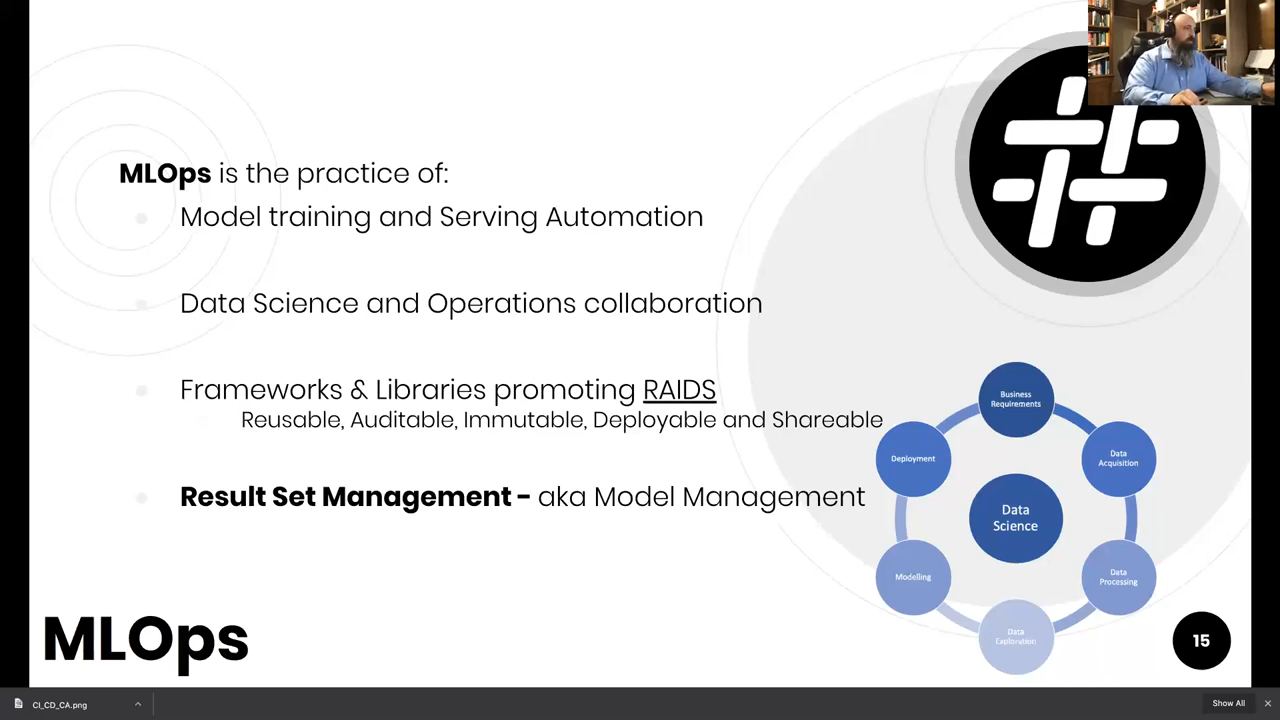 MLOps is the practice of:
Model training and Serving Automation
Data Science and Operations collaboration
Frameworks & Libraries promoting RAIDS
Reusable, Auditable, Immutable, Deployable and Shareable
Result Set Management - aka Model Management
Business
Requirements
Deployment
Data
Acquisition
Data
Science
Modelling
Data
Processing
Data
Exploration
MLOps
15
CI_CD_CA.png
Show All